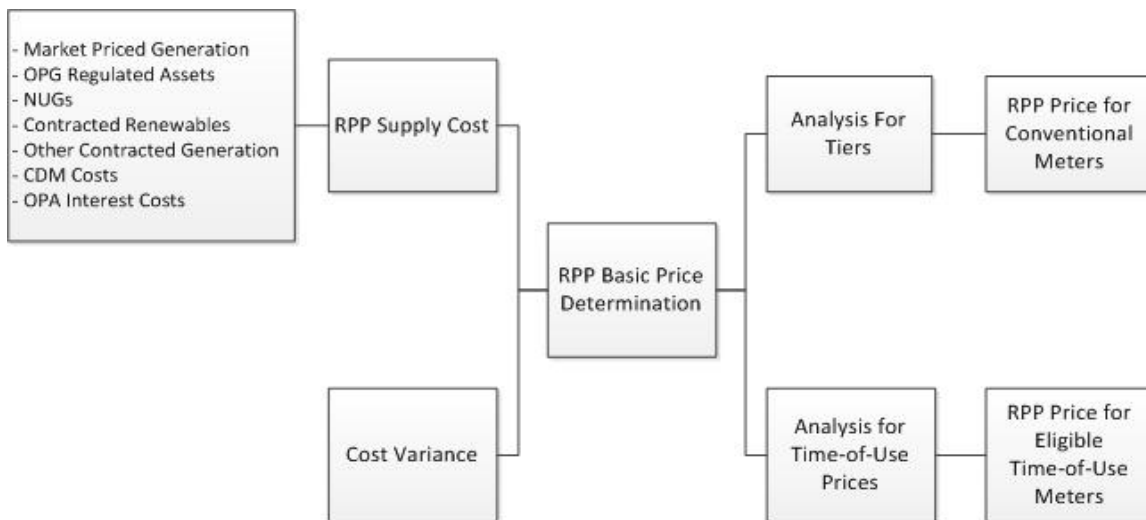 - Market Priced Generation
- OPG Regulated Assets
- NUGs
- Contracted Renewables
- Other Contracted Generation
- CDM Costs
- OPA Interest Costs
RPP Supply Cost
Cost Variance
RPP Basic Price
Determination
Analysis For
Tiers
RPP Price for
Conventional
Meters
Analysis for
Time-of-Use
Prices
RPP Price for
Eligible
Time-of-Use
Meters